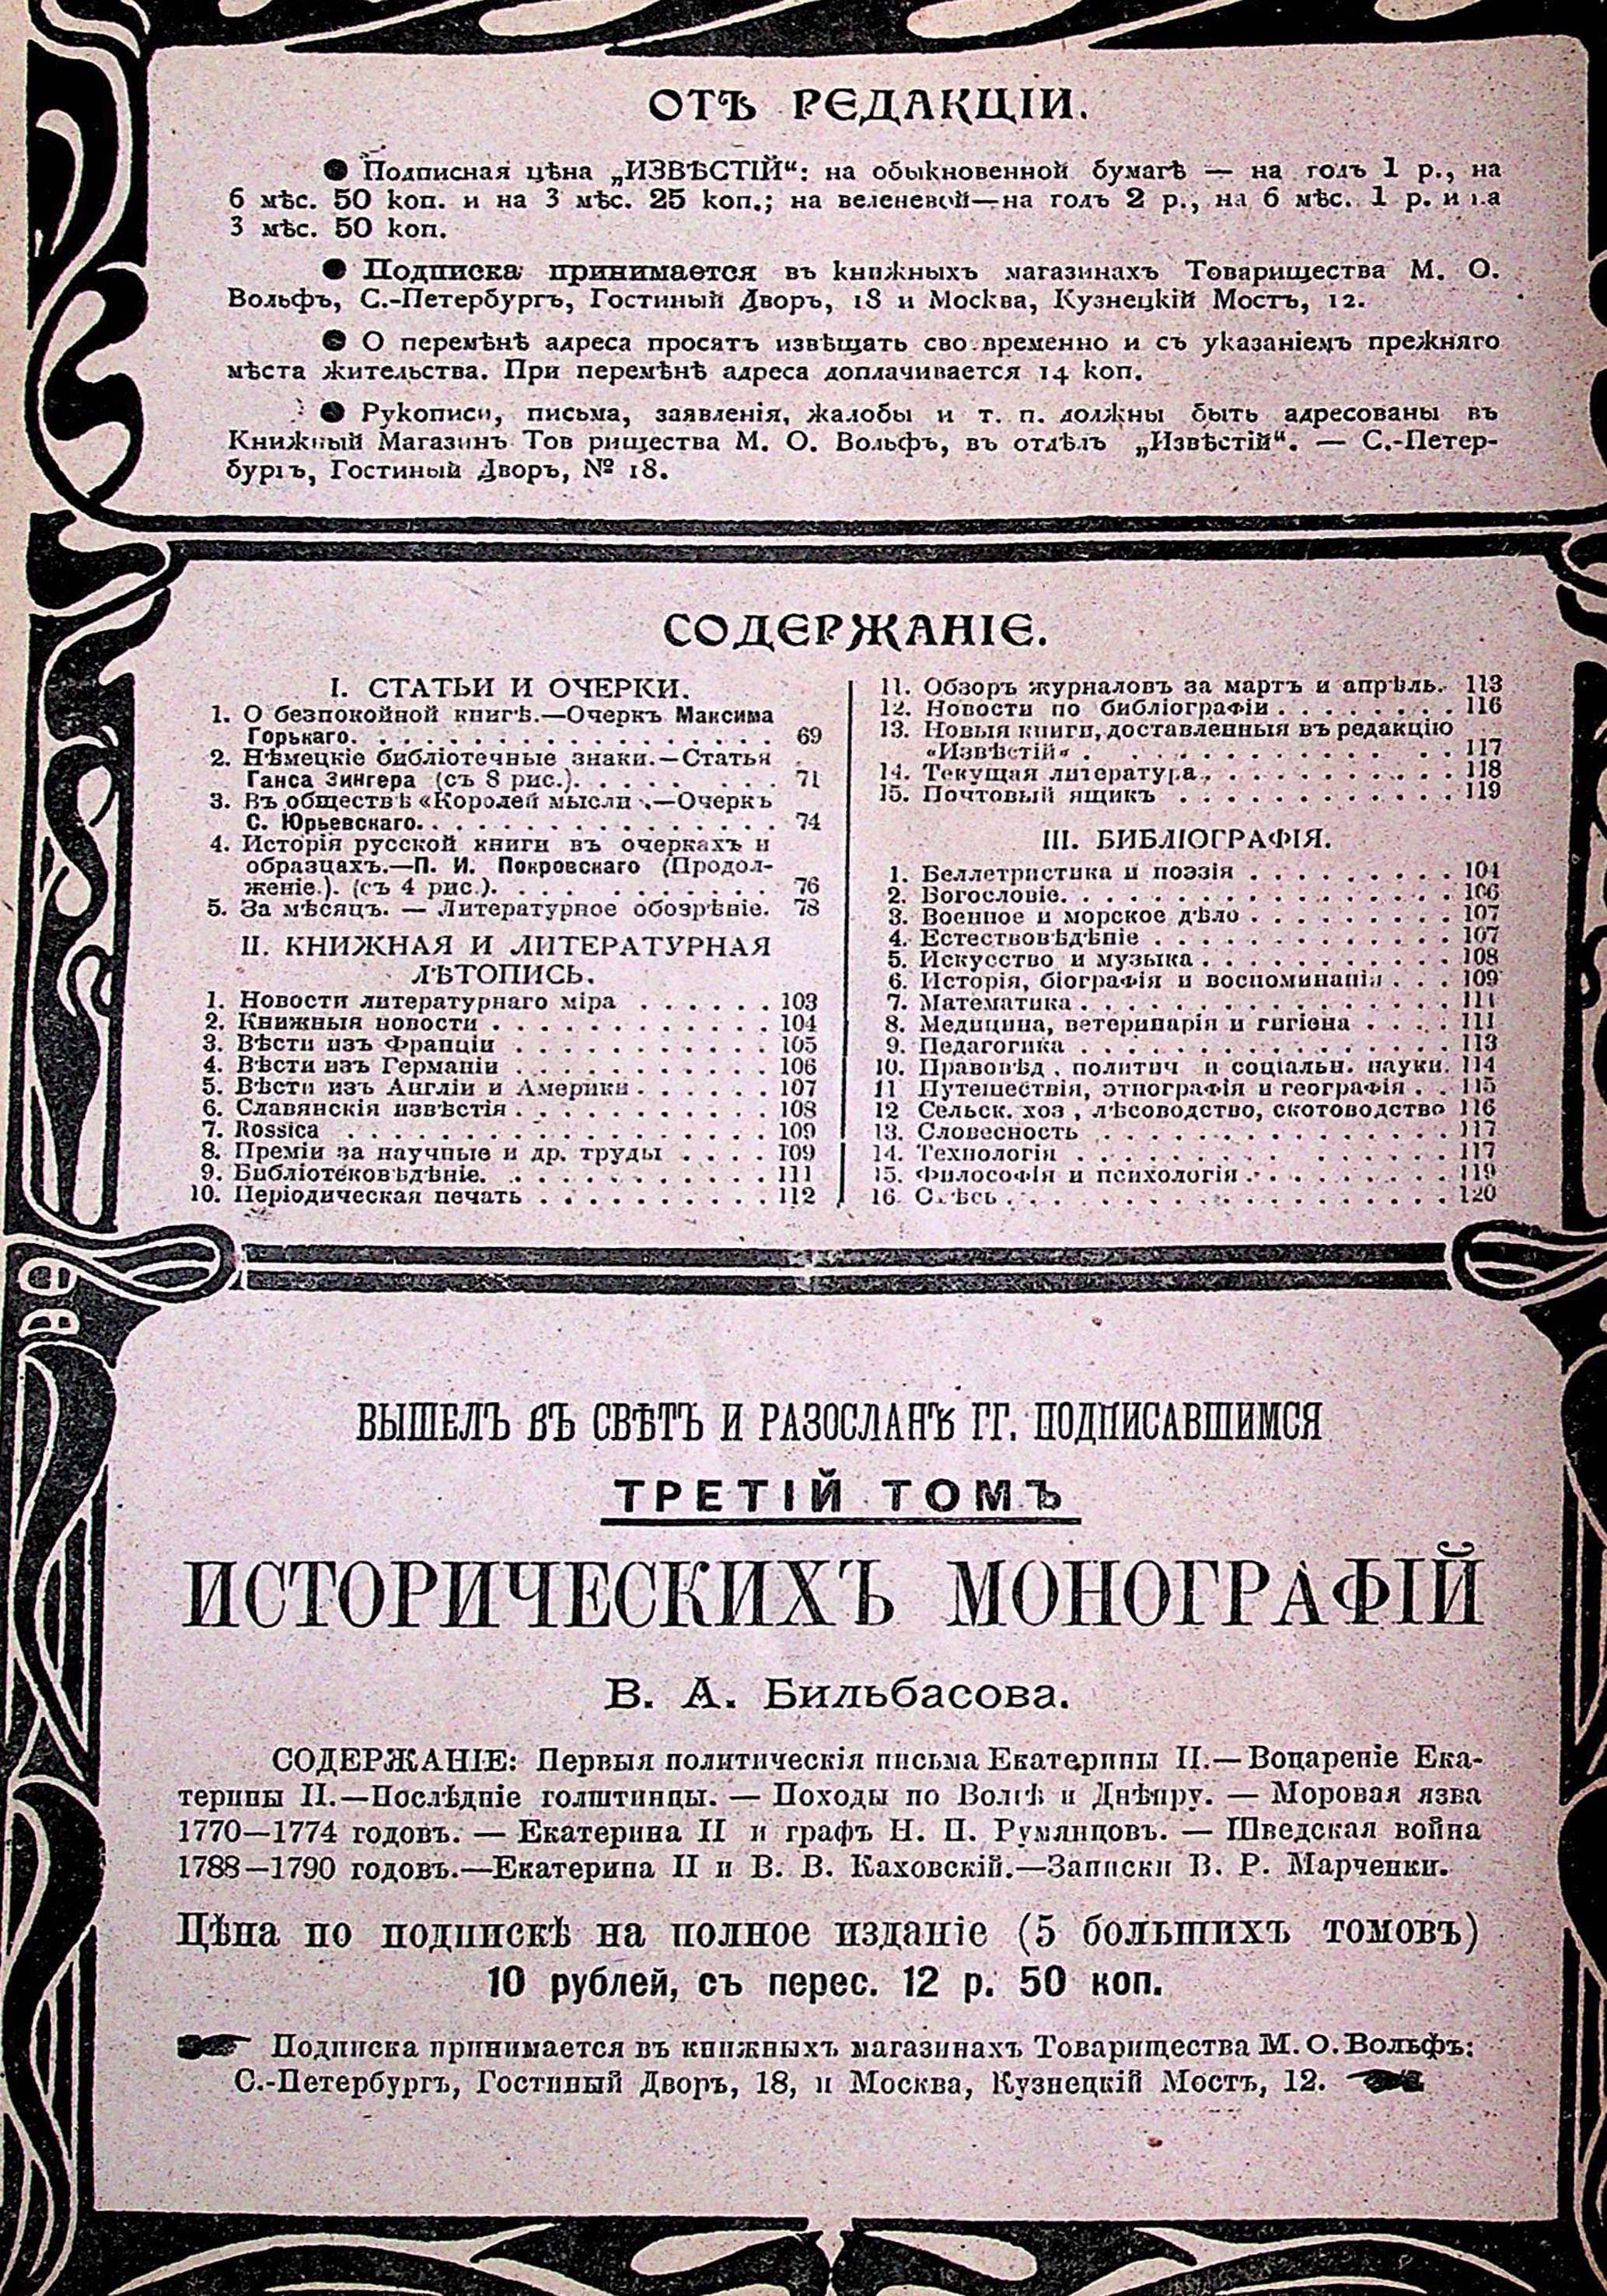 ОТЪ РЕДАКЦІИ.
● Подписная цѣна „ИЗВѢСТІЙ“: на обыкновенной бумагѣ — на годъ 1 р., на
6 мѣс. 50 коп. и на 3 мѣс. 25 коп.; на веленевой—на годъ 2 р., на 6 мѣс. 1 р. и на
3 мѣс. 50 коп.
● Подписка принимается въ книжныхъ магазинахъ Товарищества М. О.
Вольфъ, С.-Петербургъ, Гостиный Дворъ, 18 и Москва, Кузнецкій Мостъ, 12.
● О перемѣнѣ адреса просятъ извѣщать сво временно и съ указаніемъ прежняго
мѣста жительства. При перемѣнѣ адреса доплачивается 14 коп.
● Рукописи, письма, заявленія, жалобы и т. п. должны быть адресованы въ
Книжный Магазинъ Тов рищества М. О. Вольфъ, въ отдѣлъ „Извѣстій“. — С.-Петер-
бургъ, Гостиный Дворъ, № 18.
СОДЕРЖАНІЕ.
I. СТАТЬИ И ОЧЕРКИ.
1. О безпокойной книгѣ.—Очеркъ Максима
Горькаго. . . . . . . . . . . . . . . . . . 69
2. Нѣмецкіе библіотечные знаки.—Статья
Ганса Зингера (съ 8 рис.). . . . . . . . . 71
3. Въ обществѣ «Королей мысли».—Очеркъ
С. Юрьевскаго. . . . . . . . . . . . . . . 74
4. Исторія русской книги въ очеркахъ и
образцахъ.—П. И. Покровскаго (Продол-
женіе.). (съ 4 рис.). . . . . . . . . . . . 76
5. За мѣсяцъ. — Литературное обозрѣніе. 78
II. КНИЖНАЯ И ЛИТЕРАТУРНАЯ
ЛѢТОПИСЬ.
1. Новости литературнаго міра . . . . . . 103
2. Книжныя новости . . . . . . . . . . . . 104
3. Вѣсти изъ Франціи . . . . . . . . . . . 105
4. Вѣсти изъ Германіи . . . . . . . . . . . 106
5. Вѣсти изъ Англіи и Америки . . . . . . 107
6. Славянскія извѣстія . . . . . . . . . . . 108
7. Rossica . . . . . . . . . . . . . . . . . . 109
8. Преміи за научные и др. труды . . . . 109
9. Библіотековѣдѣніе. . . . . . . . . . . . 111
10. Періодическая печать . . . . . . . . . . 112
11. Обзоръ журналовъ за мартъ и апрѣль. 113
12. Новости по библіографіи . . . . . . . . 116
13. Новыя книги, доставленныя въ редакцію
«Извѣстій» . . . . . . . . . . . . . . . 117
14. Текущая литература . . . . . . . . . . . 118
15. Почтовый ящикъ . . . . . . . . . . . . . 119
III. БИБЛІОГРАФІЯ.
1. Беллетристика и поэзія . . . . . . . . . 104
2. Богословіе. . . . . . . . . . . . . . . . . 106
3. Военное и морское дѣло . . . . . . . . . 107
4. Естествовѣдѣніе . . . . . . . . . . . . . 107
5. Искусство и музыка . . . . . . . . . . . 108
6. Исторія, біографія и воспоминанія . . . 109
7. Математика . . . . . . . . . . . . . . . . 111
8. Медицина, ветеринарія и гигіена . . . . 111
9. Педагогика . . . . . . . . . . . . . . . . 113
10. Правовѣд , политич и соціальн. науки. 114
11 Путешествія, этнографія и географія . . 115
12 Сельск. хоз , лѣсоводство, скотоводство 116
13. Словесность . . . . . . . . . . . . . . . . 117
14. Технологія . . . . . . . . . . . . . . . . 117
15. Философія и психологія . . . . . . . . . 119
16. Смѣсь . . . . . . . . . . . . . . . . . . . 120
ВЫШЕЛЪ ВЪ СВѢТЪ И РАЗОСЛАНЪ ГГ. ПОДПИСАВШИМСЯ
ТРЕТІЙ ТОМЪ
ИСТОРИЧЕСКИХЪ МОНОГРАФІЙ
В. А. Бильбасова.
СОДЕРЖАНІЕ: Первыя политическія письма Екатерины II.—Воцареніе Ека-
терины II.—Послѣдніе голштинцы. — Походы по Волгѣ и Днѣпру. — Моровая язва
1770—1774 годовъ. — Екатерина II и графъ Н. П. Румянцовъ. — Шведская война
1788—1790 годовъ.—Екатерина II и В. В. Каховскій.—Записки В. Р. Марченки.
Цѣна по подпискѣ на полное изданіе (5 большихъ томовъ)
10 рублей, съ перес. 12 р. 50 коп.
Подписка принимается въ книжныхъ магазинахъ Товарищества М. О. Вольфъ:
С.-Петербургъ, Гостиный Дворъ, 18, и Москва, Кузнецкій Мостъ, 12.